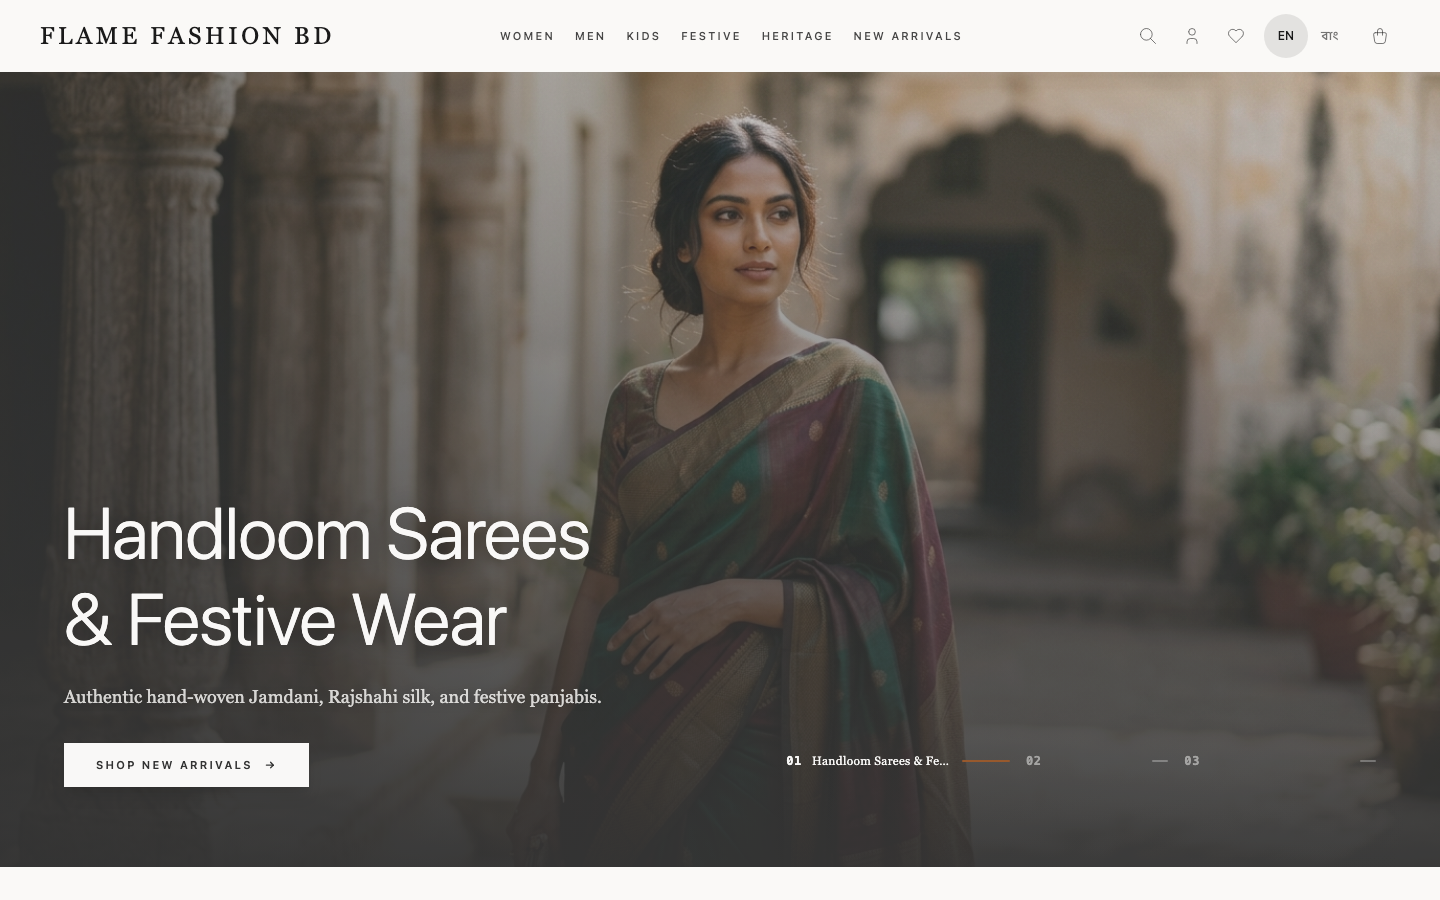 FLAME FASHION BD
WOMEN MEN KIDS FESTIVE HERITAGE NEW ARRIVALS
EN বাং
Handloom Sarees
& Festive Wear
Authentic hand-woven Jamdani, Rajshahi silk, and festive panjabis.
SHOP NEW ARRIVALS →
01 Handloom Sarees & Fe... 02 03